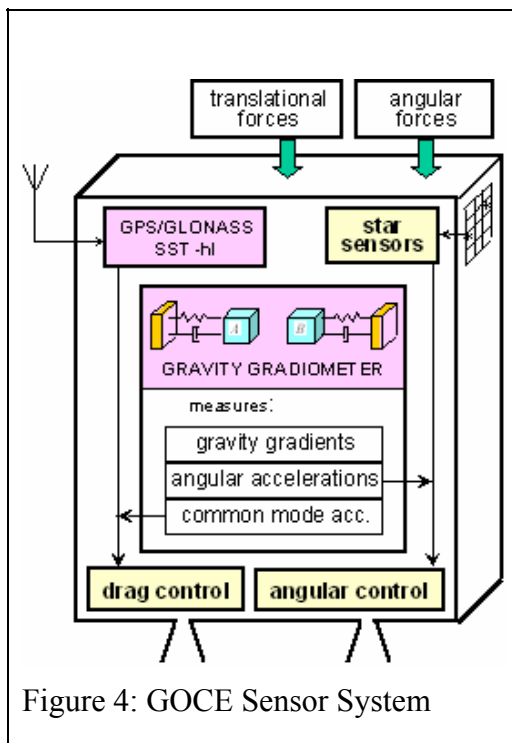 translational
forces
angular
forces
GPS/GLONASS
SST -hl
star
sensors
A
B
GRAVITY GRADIOMETER
measures:
gravity gradients
angular accelerations
common mode acc.
drag control
angular control
Figure 4: GOCE Sensor System